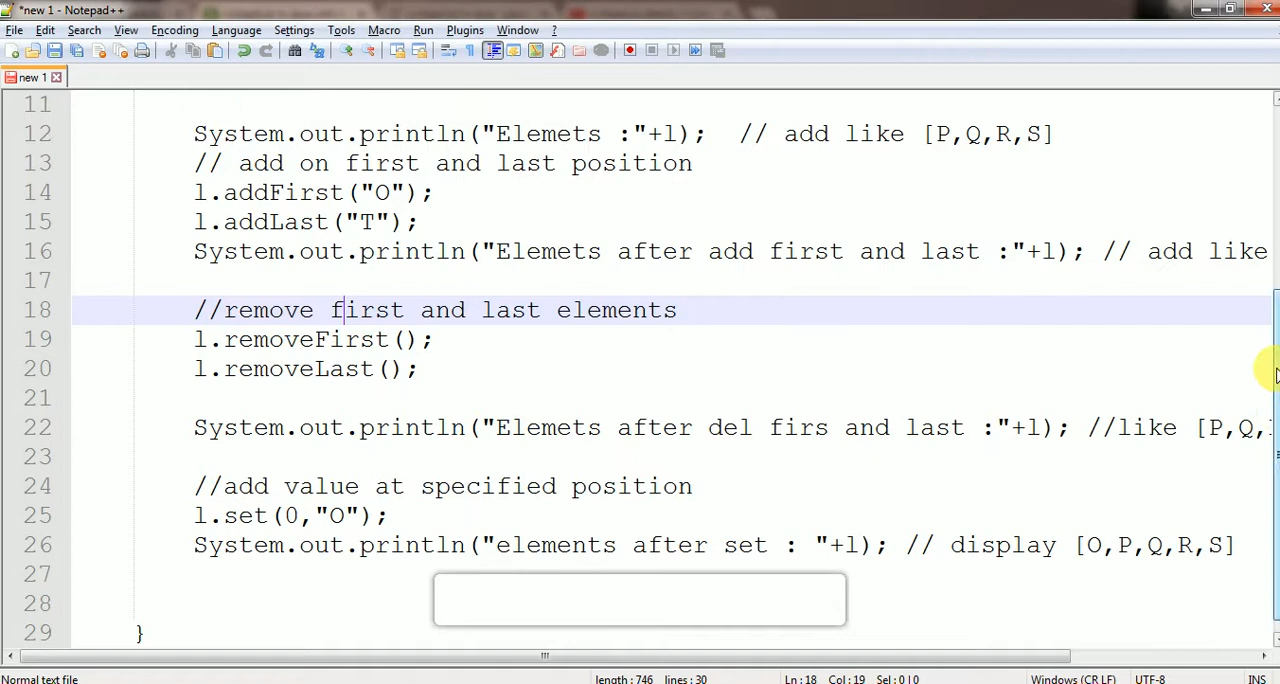 *new 1 - Notepad++
File Edit Search View Encoding Language Settings Tools Macro Run Plugins Window ?
new 1
11
12 System.out.println("Elemets :"+l); // add like [P,Q,R,S]
13 // add on first and last position
14 l.addFirst("O");
15 l.addLast("T");
16 System.out.println("Elemets after add first and last :"+l); // add like
17
18 //remove first and last elements
19 l.removeFirst();
20 l.removeLast();
21
22 System.out.println("Elemets after del firs and last :"+l); //like [P,Q,
23
24 //add value at specified position
25 l.set(0,"O");
26 System.out.println("elements after set : "+l); // display [O,P,Q,R,S]
27
28
29 }
Normal text file length : 746 lines : 30 Ln : 18 Col : 19 Sel : 0 | 0 Windows (CR LF) UTF-8 INS